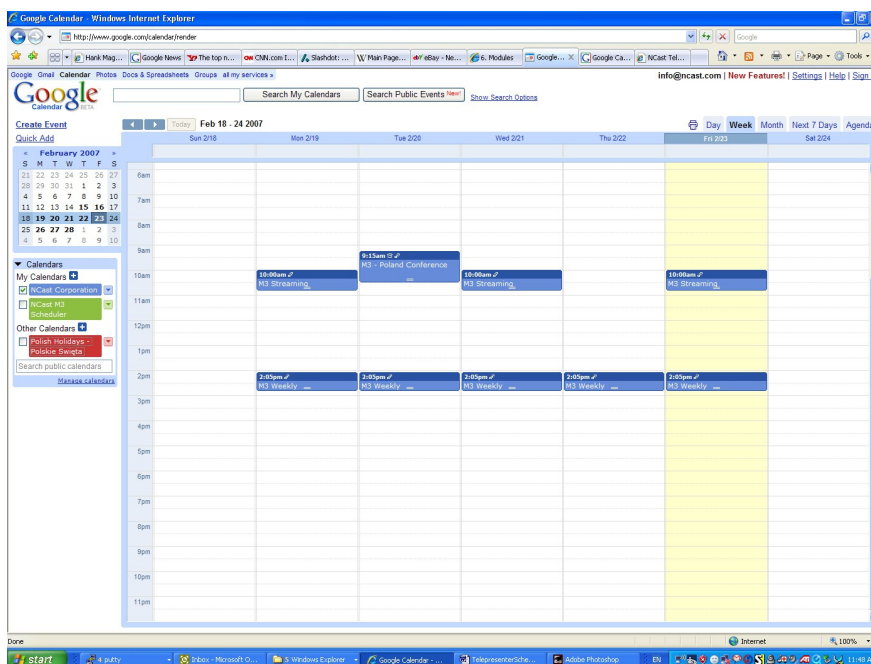 Google Calendar - Windows Internet Explorer
http://www.google.com/calendar/render
Google
Hank Mag... Google News The top n... CNN.com I... Slashdot: ... Main Page... eBay - Ne... 6. Modules Google... X Google Ca... NCast Tel... Page Tools
Google Gmail Calendar Photos Docs & Spreadsheets Groups all my services »
info@ncast.com | New Features! | Settings | Help | Sign
Google Calendar BETA
Search My Calendars Search Public Events New! Show Search Options
Create Event
Quick Add
Today Feb 18 - 24 2007
Day Week Month Next 7 Days Agenda
Sun 2/18 Mon 2/19 Tue 2/20 Wed 2/21 Thu 2/22 Fri 2/23 Sat 2/24
« February 2007 »
S M T W T F S
21 22 23 24 25 26 27
28 29 30 31 1 2 3
4 5 6 7 8 9 10
11 12 13 14 15 16 17
18 19 20 21 22 23 24
25 26 27 28 1 2 3
4 5 6 7 8 9 10
Calendars
My Calendars
NCast Corporation
NCast M3
Scheduler
Other Calendars
Polish Holidays -
Polskie Święta
Search public calendars
Manage calendars
6am
7am
8am
9am
9:15am
M3 - Poland Conference
10am
10:00am 10:00am 10:00am
M3 Streaming M3 Streaming M3 Streaming
11am
12pm
1pm
2pm
2:05pm 2:05pm 2:05pm 2:05pm 2:05pm
M3 Weekly M3 Weekly M3 Weekly M3 Weekly M3 Weekly
3pm
4pm
5pm
6pm
7pm
8pm
9pm
10pm
11pm
Done Internet 100%
start 4 putty Inbox - Microsoft O... 5 Windows Explorer Google Calendar - ... TelepresenterSche... Adobe Photoshop EN 11:48 A